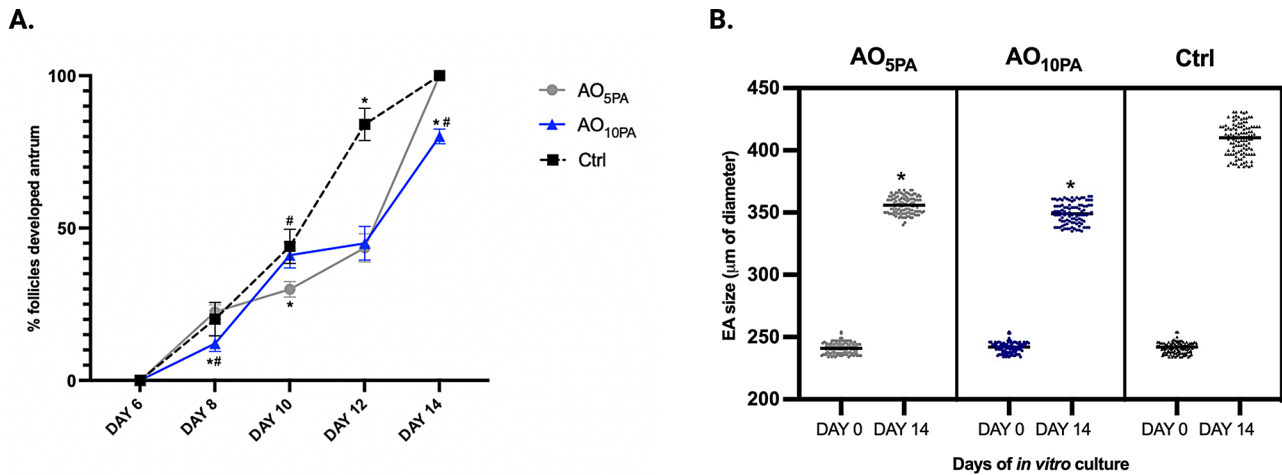 A.
% follicles developed antrum
100
50
0
DAY 6
DAY 8
DAY 10
DAY 12
DAY 14
*#
#
*
*
* #
AO5PA
AO10PA
Ctrl
B.
AO5PA
AO10PA
Ctrl
EA size (μm of diameter)
450
400
350
300
250
200
*
*
DAY 0 DAY 14
DAY 0 DAY 14
DAY 0 DAY 14
Days of in vitro culture